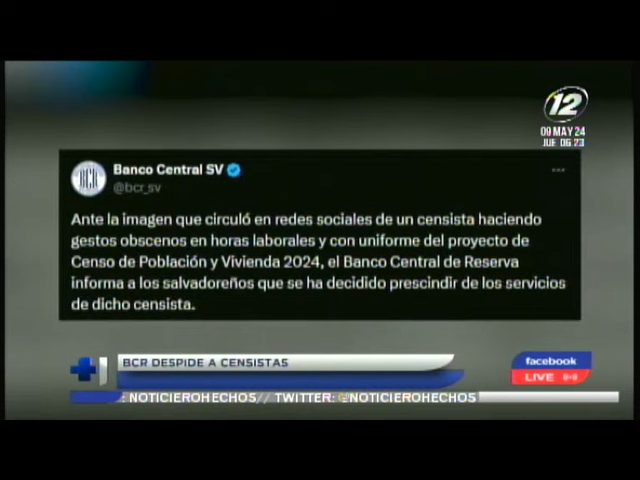 12
09 MAY 24
JUE 06:23
BCR
Banco Central SV
@bcr_sv
Ante la imagen que circuló en redes sociales de un censista haciendo
gestos obscenos en horas laborales y con uniforme del proyecto de
Censo de Población y Vivienda 2024, el Banco Central de Reserva
informa a los salvadoreños que se ha decidido prescindir de los servicios
de dicho censista.
BCR DESPIDE A CENSISTAS
facebook
LIVE
: NOTICIEROHECHOS// TWITTER: @NOTICIEROHECHOS